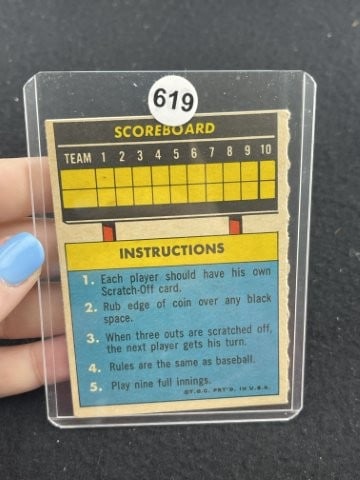 619
SCOREBOARD
TEAM 1 2 3 4 5 6 7 8 9 10
INSTRUCTIONS
1. Each player should have his own
Scratch-Off card.
2. Rub edge of coin over any black
space.
3. When three outs are scratched off,
the next player gets his turn.
4. Rules are the same as baseball.
5. Play nine full innings.
©T.C.G. PRT'D. IN U.S.A.